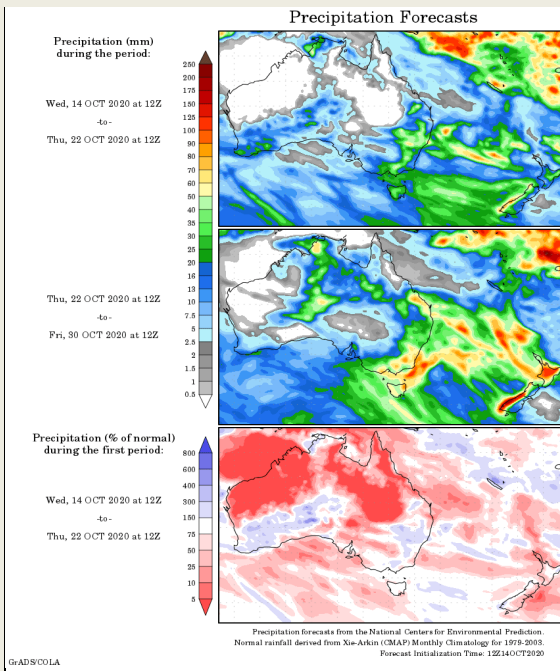 Precipitation Forecasts
Precipitation (mm)
during the period:
Wed, 14 OCT 2020 at 12Z
-to-
Thu, 22 OCT 2020 at 12Z
250
200
175
150
125
100
90
80
70
60
50
40
35
30
25
20
16
13
10
7.5
5
2.5
2
1.5
1
0.5
Thu, 22 OCT 2020 at 12Z
-to-
Fri, 30 OCT 2020 at 12Z
Precipitation (% of normal)
during the first period:
Wed, 14 OCT 2020 at 12Z
-to-
Thu, 22 OCT 2020 at 12Z
800
600
400
300
150
75
50
25
10
5
Precipitation forecasts from the National Centers for Environmental Prediction.
Normal rainfall derived from Xie-Arkin (CMAP) Monthly Climatology for 1979-2003.
Forecast Initialization Time: 12Z14OCT2020
GrADS/COLA